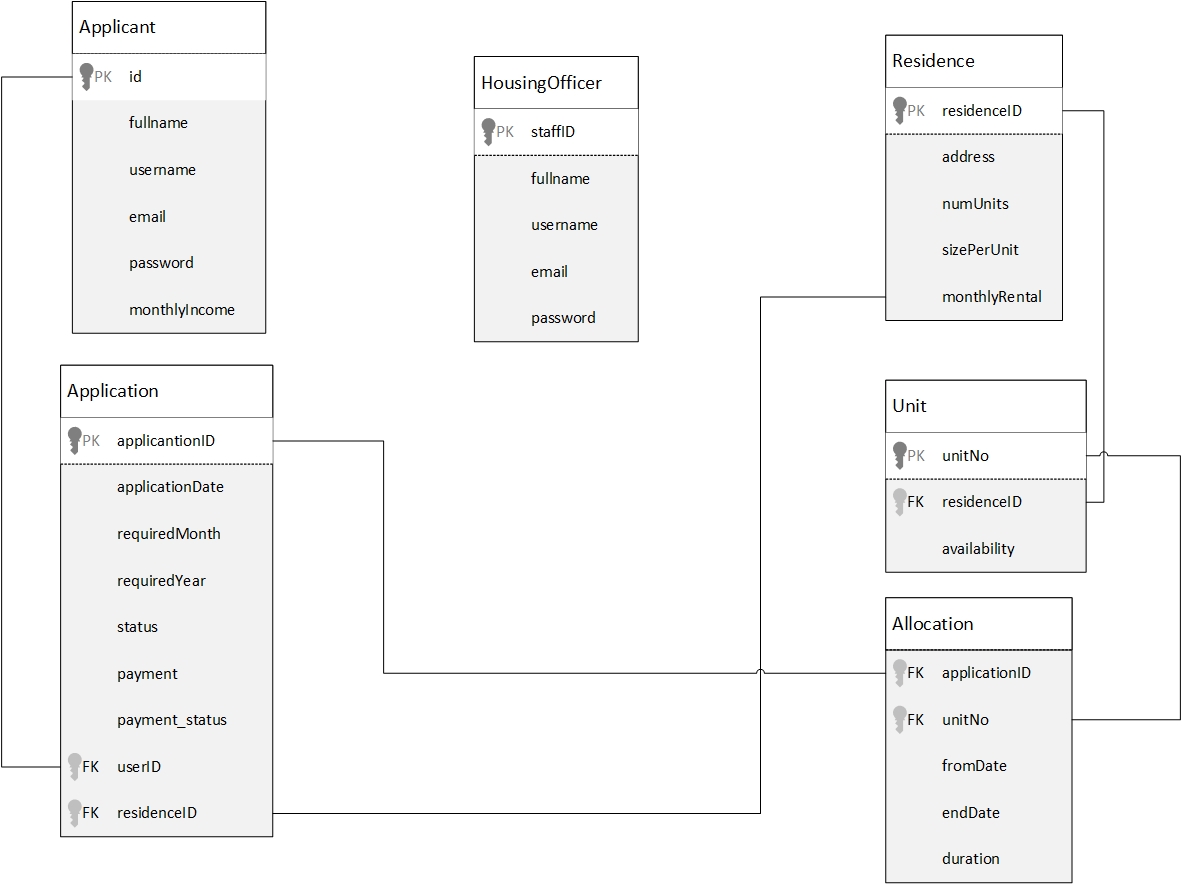 Applicant
PK id
fullname
username
email
password
monthlyIncome
HousingOfficer
PK staffID
fullname
username
email
password
Residence
PK residenceID
address
numUnits
sizePerUnit
monthlyRental
Application
PK applicantionID
applicationDate
requiredMonth
requiredYear
status
payment
payment_status
FK userID
FK residenceID
Unit
PK unitNo
FK residenceID
availability
Allocation
FK applicationID
FK unitNo
fromDate
endDate
duration